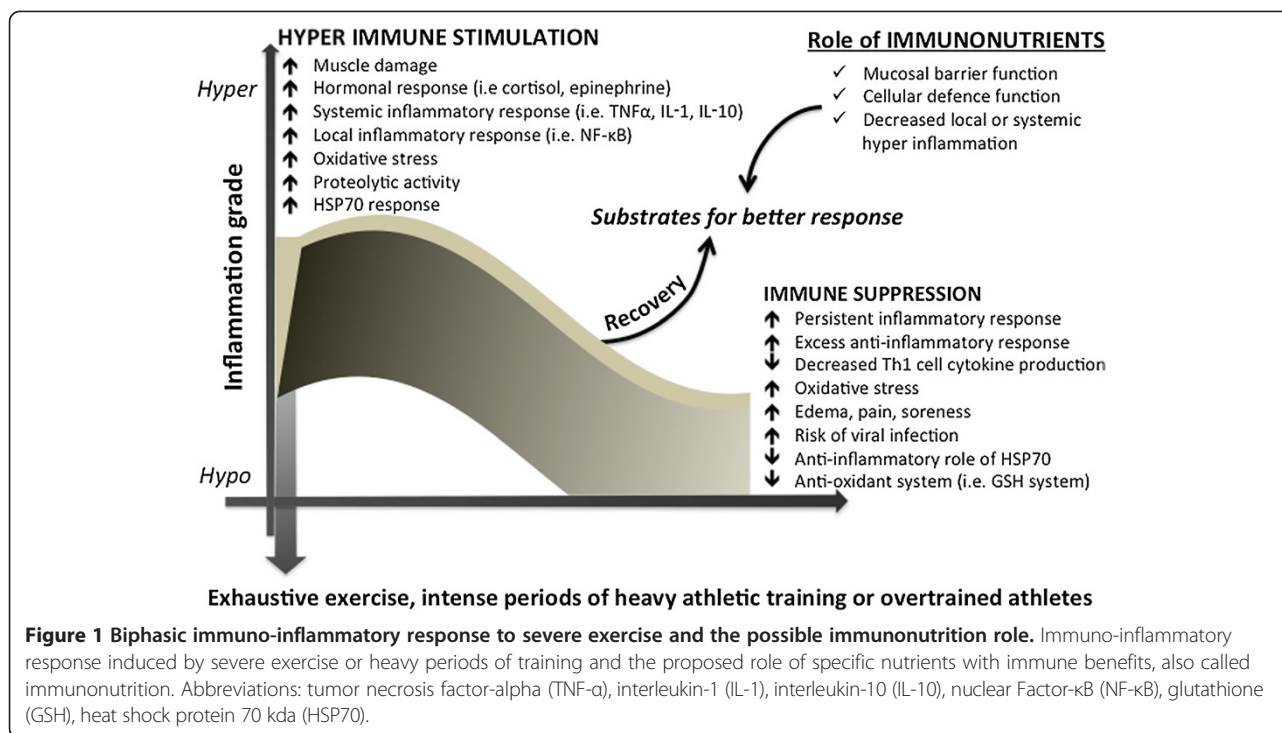 HYPER IMMUNE STIMULATION
↑ Muscle damage
↑ Hormonal response (i.e cortisol, epinephrine)
↑ Systemic inflammatory response (i.e. TNFα, IL-1, IL-10)
↑ Local inflammatory response (i.e. NF-κB)
↑ Oxidative stress
↑ Proteolytic activity
↑ HSP70 response
Role of IMMUNONUTRIENTS
✓ Mucosal barrier function
✓ Cellular defence function
✓ Decreased local or systemic
hyper inflammation
Hyper
Inflammation grade
Hypo
Substrates for better response
Recovery
IMMUNE SUPPRESSION
↑ Persistent inflammatory response
↑ Excess anti-inflammatory response
↓ Decreased Th1 cell cytokine production
↑ Oxidative stress
↑ Edema, pain, soreness
↑ Risk of viral infection
↓ Anti-inflammatory role of HSP70
↓ Anti-oxidant system (i.e. GSH system)
Exhaustive exercise, intense periods of heavy athletic training or overtrained athletes
Figure 1 Biphasic immuno-inflammatory response to severe exercise and the possible immunonutrition role. Immuno-inflammatory
response induced by severe exercise or heavy periods of training and the proposed role of specific nutrients with immune benefits, also called
immunonutrition. Abbreviations: tumor necrosis factor-alpha (TNF-α), interleukin-1 (IL-1), interleukin-10 (IL-10), nuclear Factor-κB (NF-κB), glutathione
(GSH), heat shock protein 70 kda (HSP70).